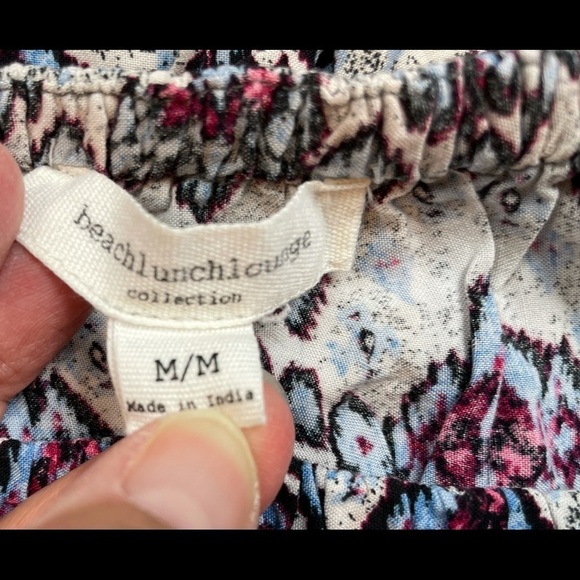 beachlunchlounge
collection
M/M
Made in India